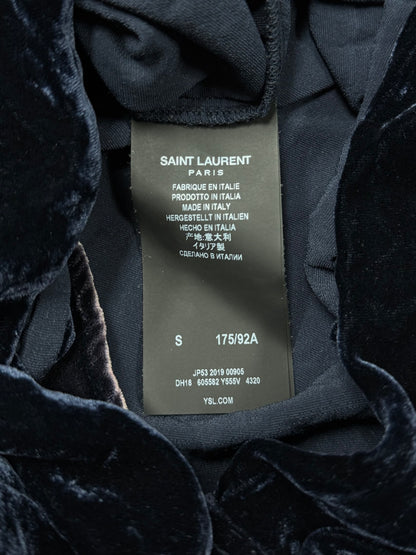 SAINT LAURENT
PARIS
FABRIQUE EN ITALIE
PRODOTTO IN ITALIA
MADE IN ITALY
HERGESTELLT IN ITALIEN
HECHO EN ITALIA
产地:意大利
イタリア製
СДЕЛАНО В ИТАЛИИ
S 175/92A
JP53 2019 00905
DH18 605582 Y555V 4320
YSL.COM